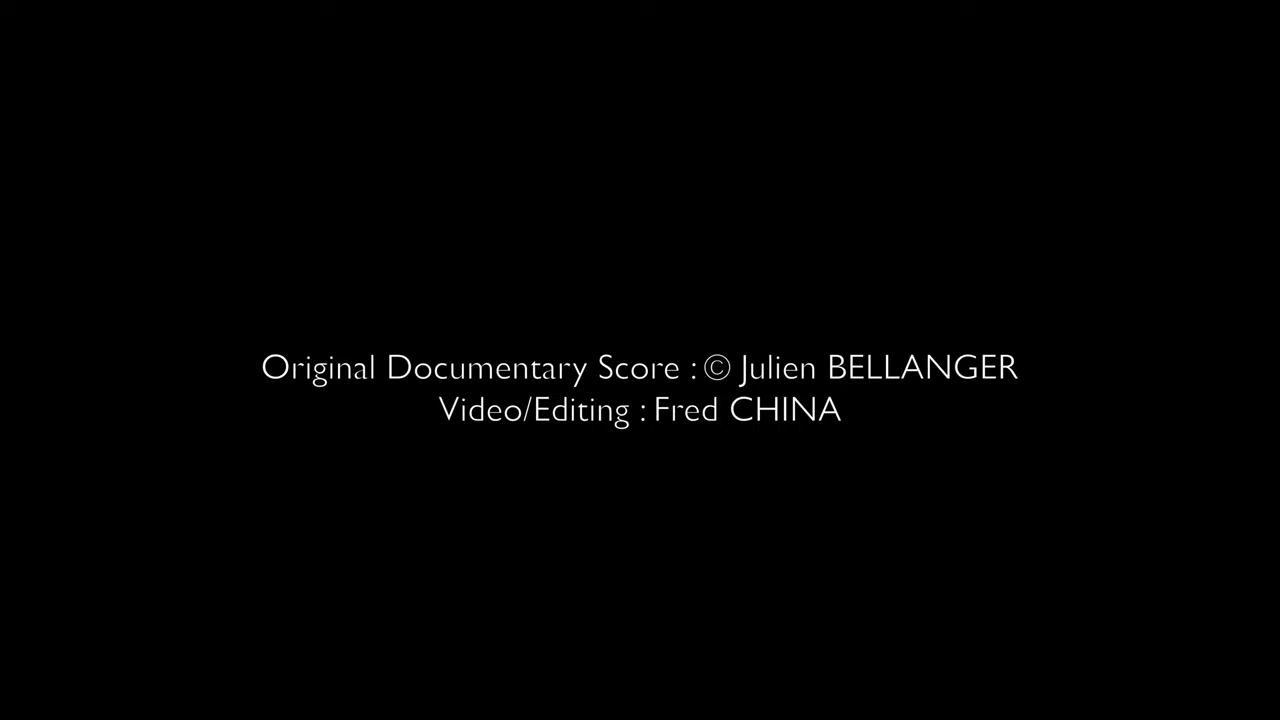 Original Documentary Score : © Julien BELLANGER
Video/Editing : Fred CHINA